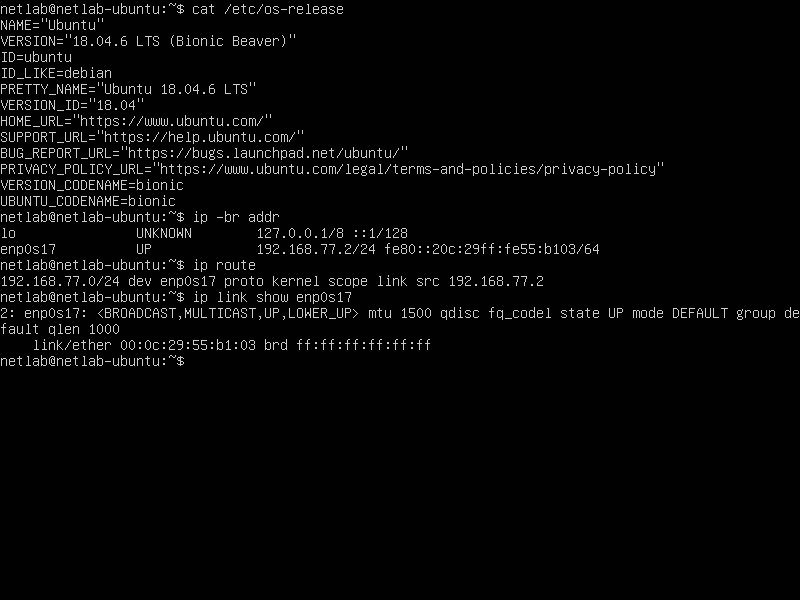 netlab@netlab-ubuntu:~$ cat /etc/os-release
NAME="Ubuntu"
VERSION="18.04.6 LTS (Bionic Beaver)"
ID=ubuntu
ID_LIKE=debian
PRETTY_NAME="Ubuntu 18.04.6 LTS"
VERSION_ID="18.04"
HOME_URL="https://www.ubuntu.com/"
SUPPORT_URL="https://help.ubuntu.com/"
BUG_REPORT_URL="https://bugs.launchpad.net/ubuntu/"
PRIVACY_POLICY_URL="https://www.ubuntu.com/legal/terms-and-policies/privacy-policy"
VERSION_CODENAME=bionic
UBUNTU_CODENAME=bionic
netlab@netlab-ubuntu:~$ ip -br addr
lo               UNKNOWN        127.0.0.1/8 ::1/128
enp0s17          UP             192.168.77.2/24 fe80::20c:29ff:fe55:b103/64
netlab@netlab-ubuntu:~$ ip route
192.168.77.0/24 dev enp0s17 proto kernel scope link src 192.168.77.2
netlab@netlab-ubuntu:~$ ip link show enp0s17
2: enp0s17: <BROADCAST,MULTICAST,UP,LOWER_UP> mtu 1500 qdisc fq_codel state UP mode DEFAULT group de
fault qlen 1000
    link/ether 00:0c:29:55:b1:03 brd ff:ff:ff:ff:ff:ff
netlab@netlab-ubuntu:~$